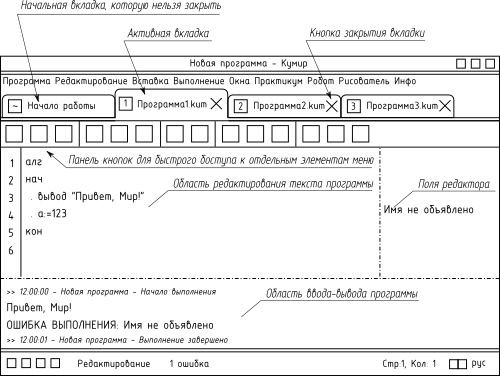 Начальная вкладка, которую нельзя закрыть
Активная вкладка
Кнопка закрытия вкладки
Новая программа - Кумир
Программа Редактирование Вставка Выполнение Окна Практикум Работ Рисователь Инфо
~ Начало работы
1 Программа1.kum
2 Программа2.kum
3 Программа3.kum
Панель кнопок для быстрого доступа к отдельным элементам меню
Область редактирования текста программы
Поля редактора
1 алг
2 нач
3 . вывод "Привет, Мир!"
4 . а:=123
5 кон
6
Имя не объявлено
>> 12:00:00 - Новая программа - Начало выполнения
Область ввода-вывода программы
Привет, Мир!
ОШИБКА ВЫПОЛНЕНИЯ: Имя не объявлено
>> 12:00:01 - Новая программа - Выполнение завершено
Редактирование 1 ошибка Стр:1, Кол: 1 рус